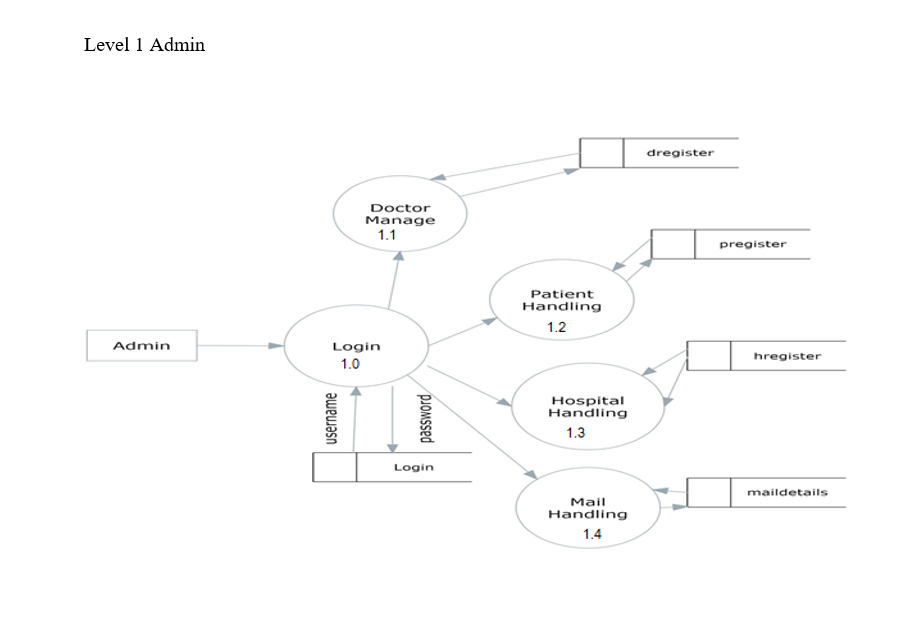 Level 1 Admin
dregister
Doctor
Manage
1.1
pregister
Patient
Handling
1.2
Admin
Login
1.0
hregister
Hospital
Handling
1.3
username
password
Login
maildetails
Mail
Handling
1.4